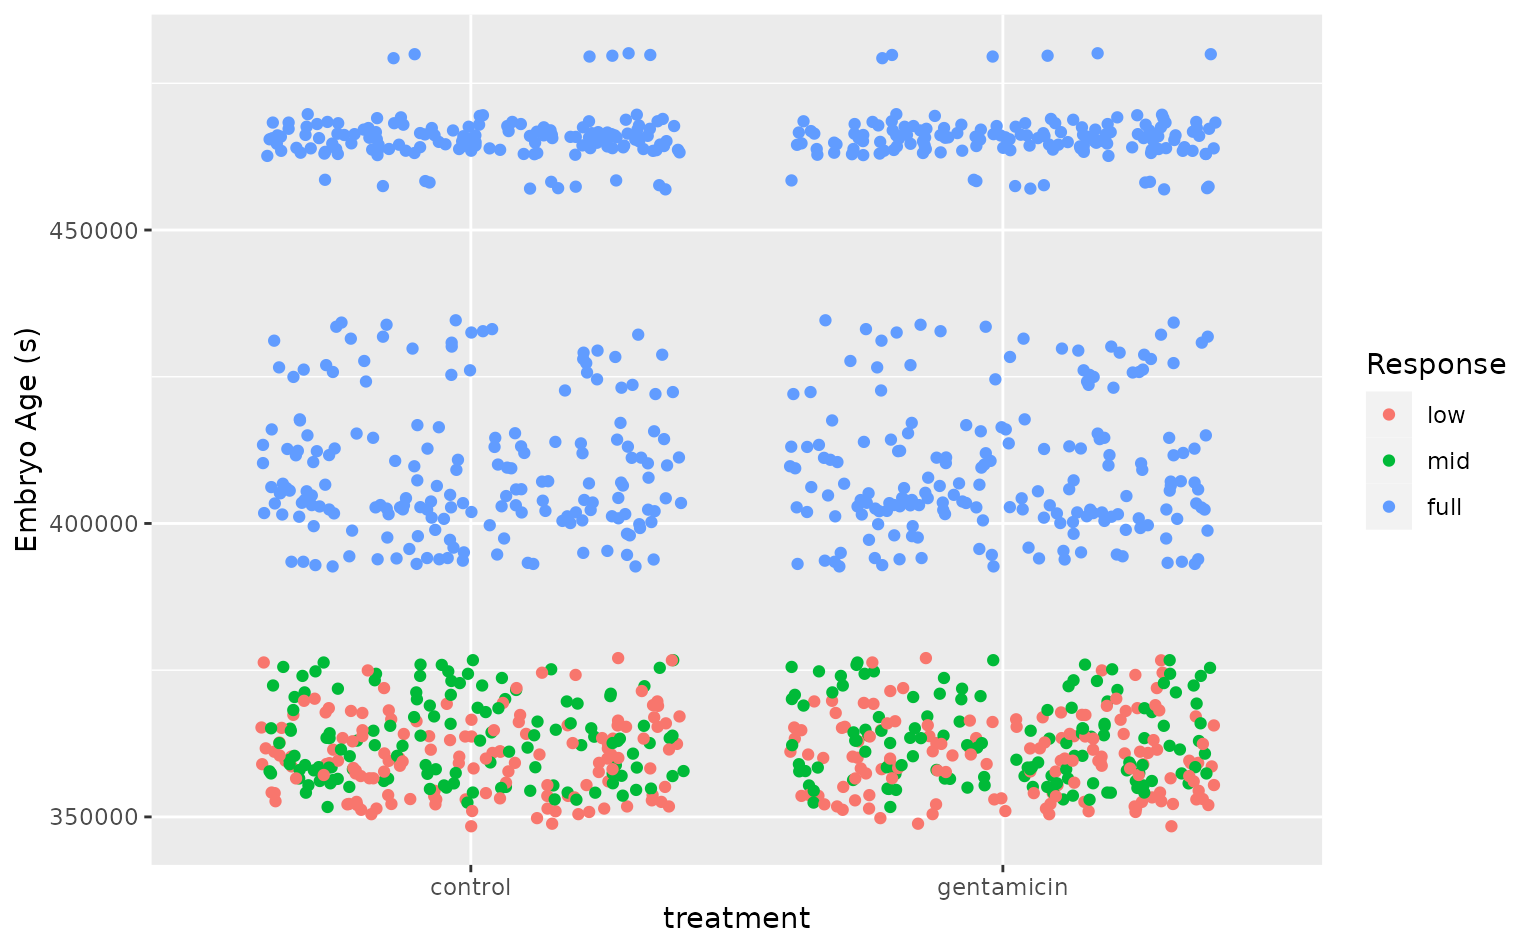 Embryo Age (s)
450000
400000
350000
control
gentamicin
treatment
Response
low
mid
full